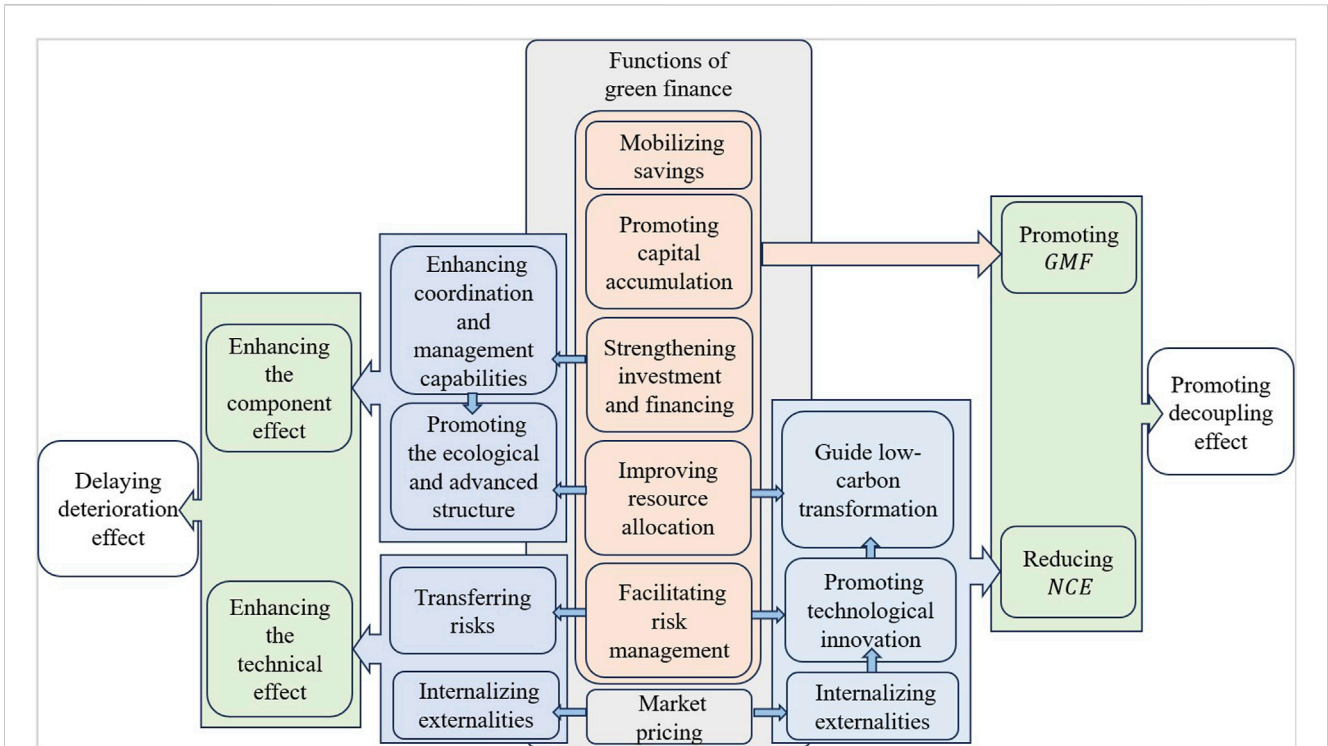 Functions of
green finance
Mobilizing
savings
Promoting
capital
accumulation
Strengthening
investment
and financing
Improving
resource
allocation
Facilitating
risk
management
Market
pricing
Enhancing
coordination
and
management
capabilities
Promoting
the ecological
and advanced
structure
Transferring
risks
Internalizing
externalities
Enhancing
the
component
effect
Enhancing
the
technical
effect
Delaying
deterioration
effect
Guide low-
carbon
transformation
Promoting
technological
innovation
Internalizing
externalities
Promoting
GMF
Reducing
NCE
Promoting
decoupling
effect